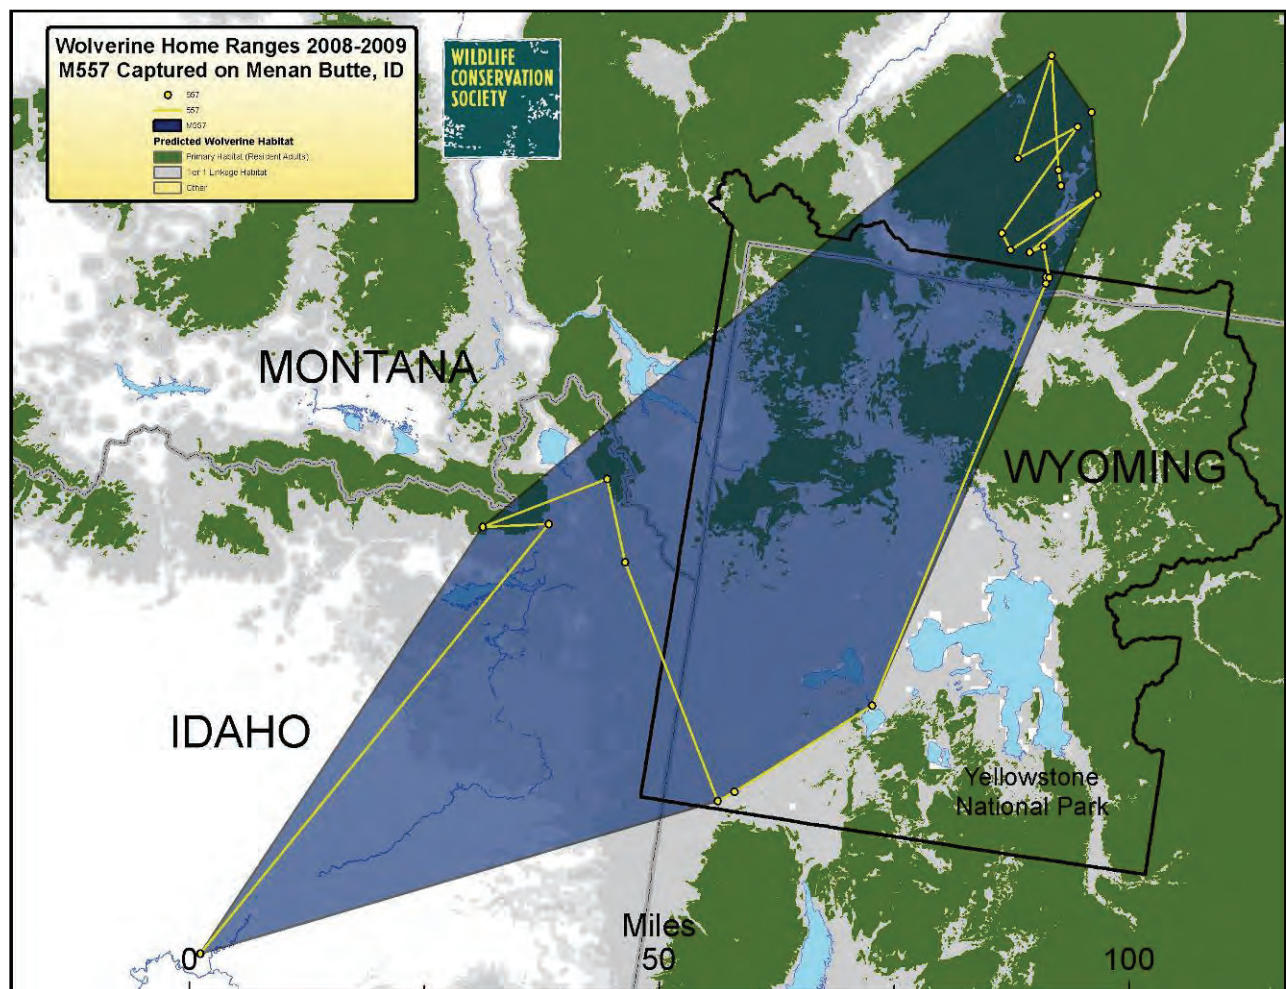 Wolverine Home Ranges 2008-2009
M557 Captured on Menan Butte, ID
557
557
M557
Predicted Wolverine Habitat
Primary Habitat (Resident Adults)
Tier 1 Linkage Habitat
Other
WILDLIFE
CONSERVATION
SOCIETY
MONTANA
WYOMING
IDAHO
Yellowstone
National Park
Miles
0 50 100